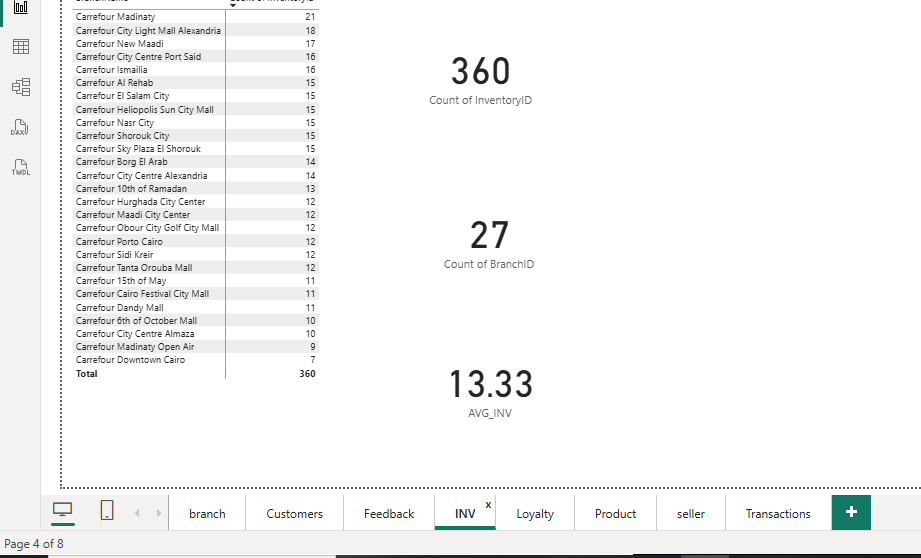 Carrefour Madinaty 21
Carrefour City Light Mall Alexandria 18
Carrefour New Maadi 17
Carrefour City Centre Port Said 16
Carrefour Ismailia 16
Carrefour Al Rehab 15
Carrefour El Salam City 15
Carrefour Heliopolis Sun City Mall 15
Carrefour Nasr City 15
Carrefour Shorouk City 15
Carrefour Sky Plaza El Shorouk 15
Carrefour Borg El Arab 14
Carrefour City Centre Alexandria 14
Carrefour 10th of Ramadan 13
Carrefour Hurghada City Center 12
Carrefour Maadi City Center 12
Carrefour Obour City Golf City Mall 12
Carrefour Porto Cairo 12
Carrefour Sidi Kreir 12
Carrefour Tanta Orouba Mall 12
Carrefour 15th of May 11
Carrefour Cairo Festival City Mall 11
Carrefour Dandy Mall 11
Carrefour 6th of October Mall 10
Carrefour City Centre Almaza 10
Carrefour Madinaty Open Air 9
Carrefour Downtown Cairo 7
Total 360
360
Count of InventoryID
27
Count of BranchID
13.33
AVG_INV
DAX
TMDL
branch Customers Feedback INV x Loyalty Product seller Transactions +
Page 4 of 8